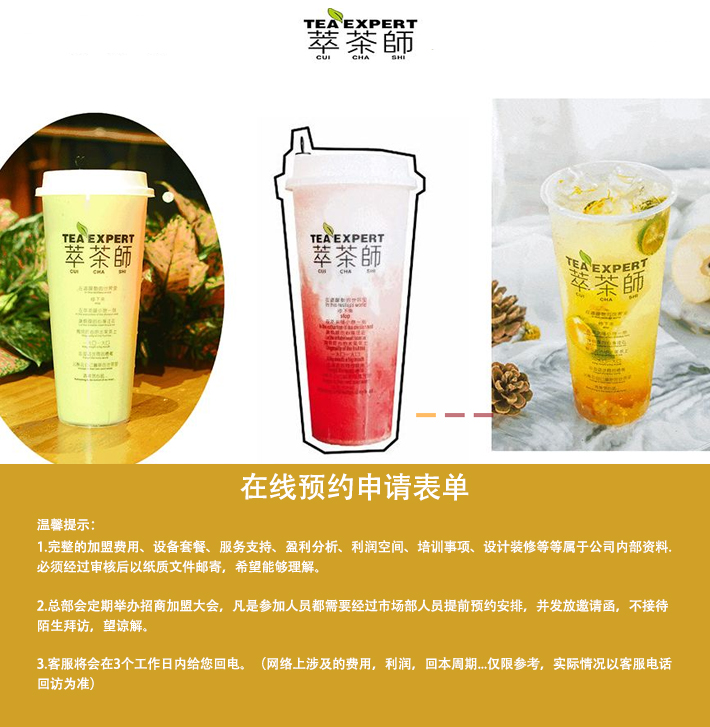 TEA EXPERT
萃茶師
CUI CHA SHI
TEA EXPERT
萃茶師
CUI CHA SHI
TEA EXPERT
萃茶師
CUI CHA SHI
TEA EXPERT
萃茶師
CUI CHA SHI
在线预约申请表单
温馨提示：
1.完整的加盟费用、设备套餐、服务支持、盈利分析、利润空间、培训事项、设计装修等等属于公司内部资料.
必须经过审核后以纸质文件邮寄，希望能够理解。
2.总部会定期举办招商加盟大会，凡是参加人员都需要经过市场部人员提前预约安排，并发放邀请函，不接待
陌生拜访，望谅解。
3.客服将会在3个工作日内给您回电。（网络上涉及的费用，利润，回本周期...仅限参考，实际情况以客服电话
回访为准）